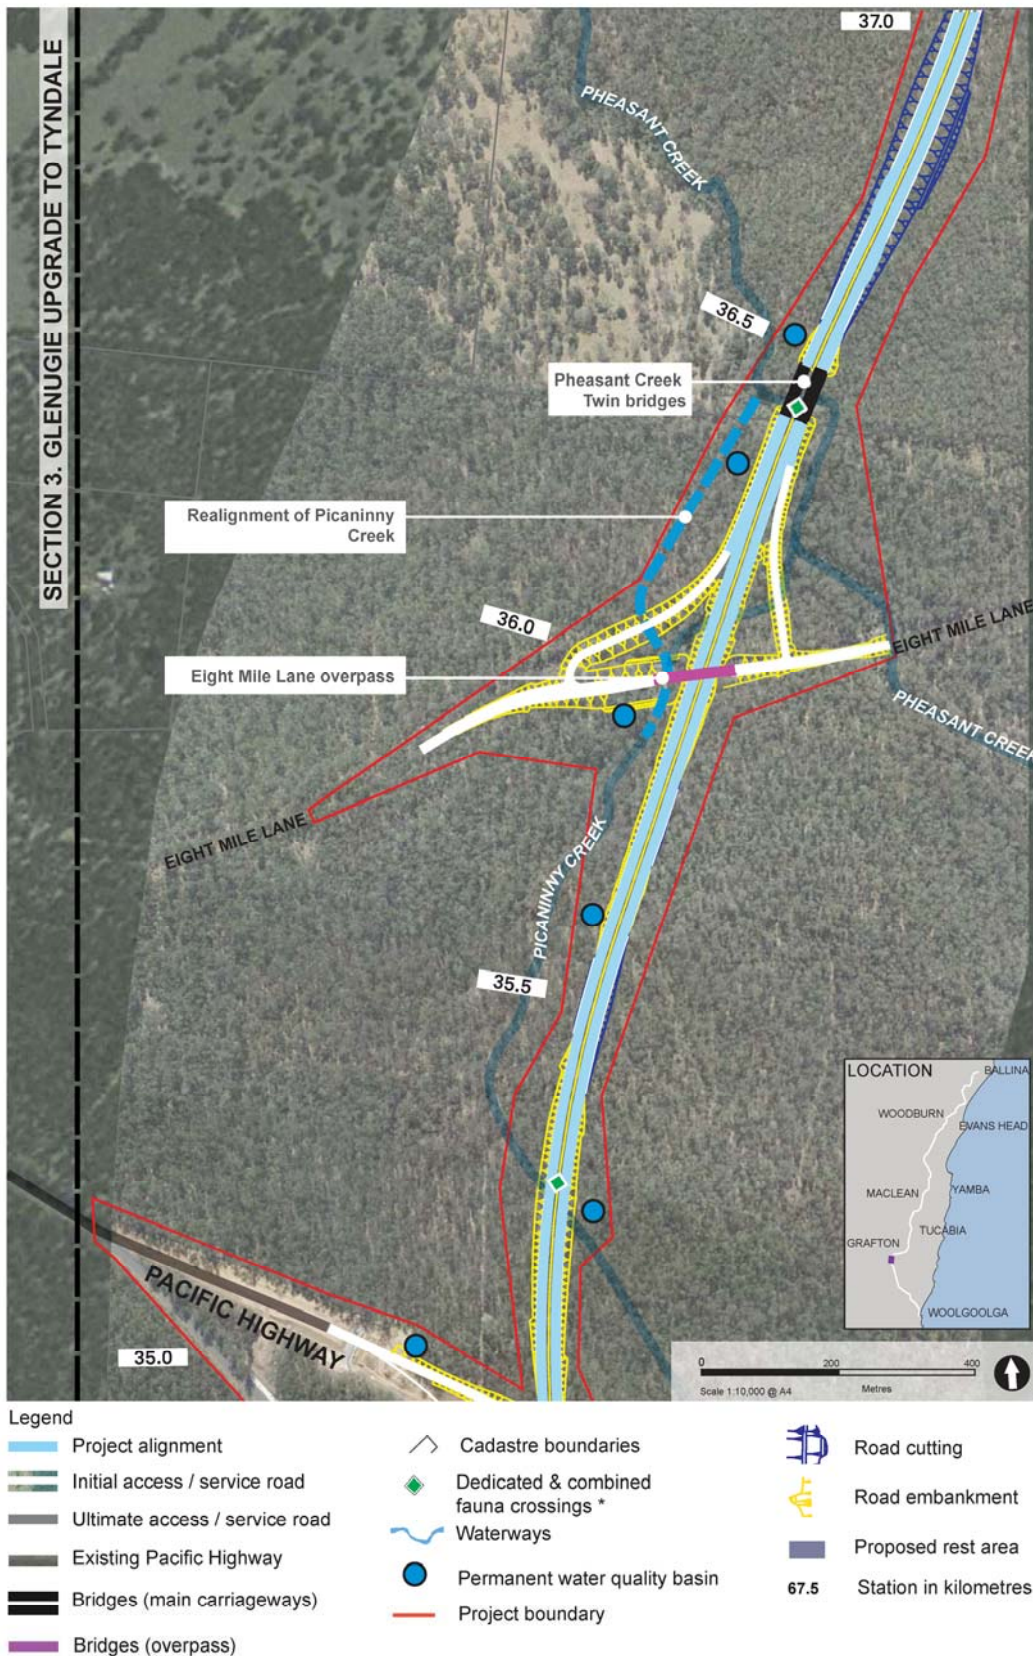 37.0
SECTION 3. GLENUGIE UPGRADE TO TYNDALE
PHEASANT CREEK
36.5
Pheasant Creek
Twin bridges
Realignment of Picaninny
Creek
36.0
EIGHT MILE LANE
Eight Mile Lane overpass
PHEASANT CREEK
EIGHT MILE LANE
PICANINNY CREEK
35.5
PACIFIC HIGHWAY
35.0
LOCATION
BALLINA
WOODBURN
EVANS HEAD
MACLEAN
YAMBA
TUCABIA
GRAFTON
WOOLGOOLGA
0 200 400
Scale 1:10,000 @ A4 Metres
Legend
Project alignment
Initial access / service road
Ultimate access / service road
Existing Pacific Highway
Bridges (main carriageways)
Bridges (overpass)
Cadastre boundaries
Dedicated & combined
fauna crossings *
Waterways
Permanent water quality basin
Project boundary
Road cutting
Road embankment
Proposed rest area
67.5 Station in kilometres